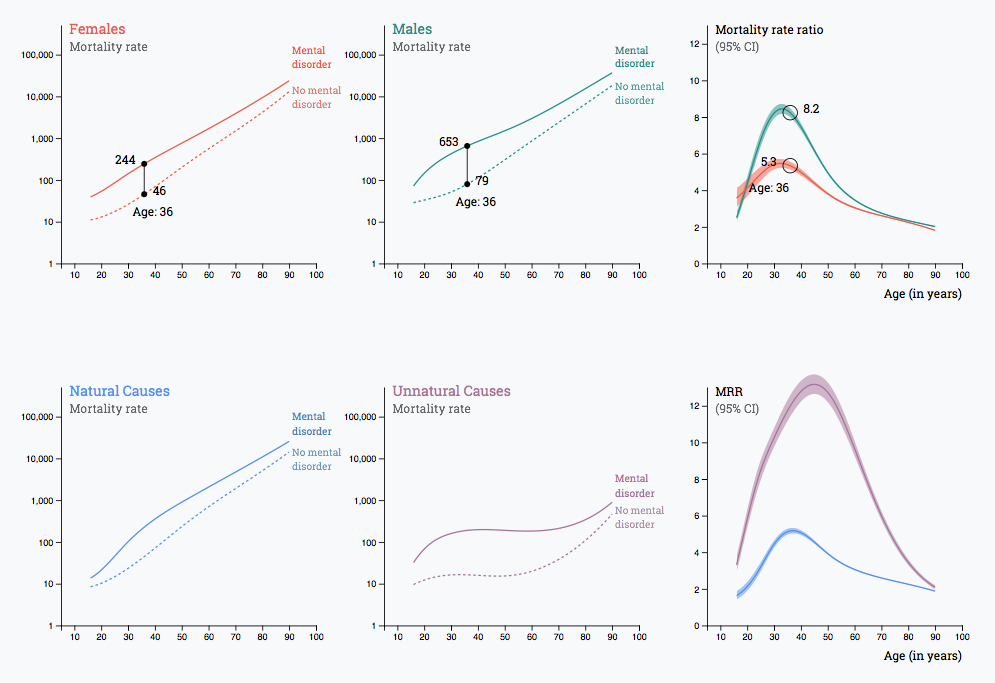 Females
Mortality rate
100,000
10,000
1,000
100
10
1
Mental
disorder
No mental
disorder
244
46
Age: 36
10 20 30 40 50 60 70 80 90 100
Males
Mortality rate
100,000
10,000
1,000
100
10
1
Mental
disorder
No mental
disorder
653
79
Age: 36
10 20 30 40 50 60 70 80 90 100
Mortality rate ratio
(95% CI)
12
10
8
6
4
2
0
8.2
5.3
Age: 36
10 20 30 40 50 60 70 80 90 100
Age (in years)
Natural Causes
Mortality rate
100,000
10,000
1,000
100
10
1
Mental
disorder
No mental
disorder
10 20 30 40 50 60 70 80 90 100
Unnatural Causes
Mortality rate
100,000
10,000
1,000
100
10
1
Mental
disorder
No mental
disorder
10 20 30 40 50 60 70 80 90 100
MRR
(95% CI)
12
10
8
6
4
2
0
10 20 30 40 50 60 70 80 90 100
Age (in years)